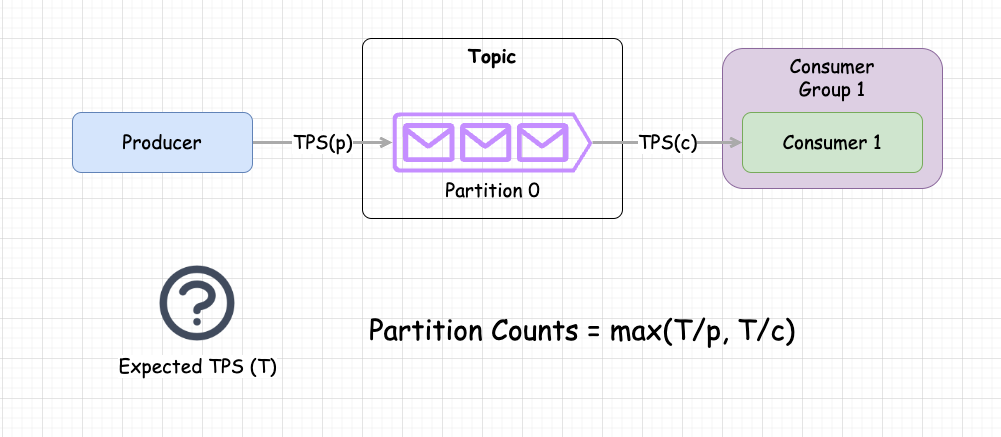 Topic
Consumer
Group 1
Producer
TPS(p)
TPS(c)
Consumer 1
Partition 0
?
Partition Counts = max(T/p, T/c)
Expected TPS (T)